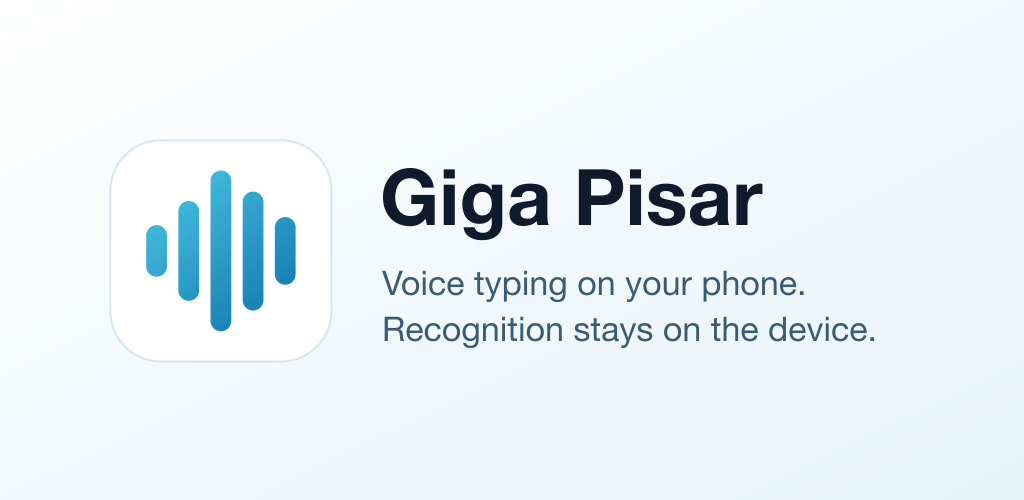 Giga Pisar
Voice typing on your phone.
Recognition stays on the device.